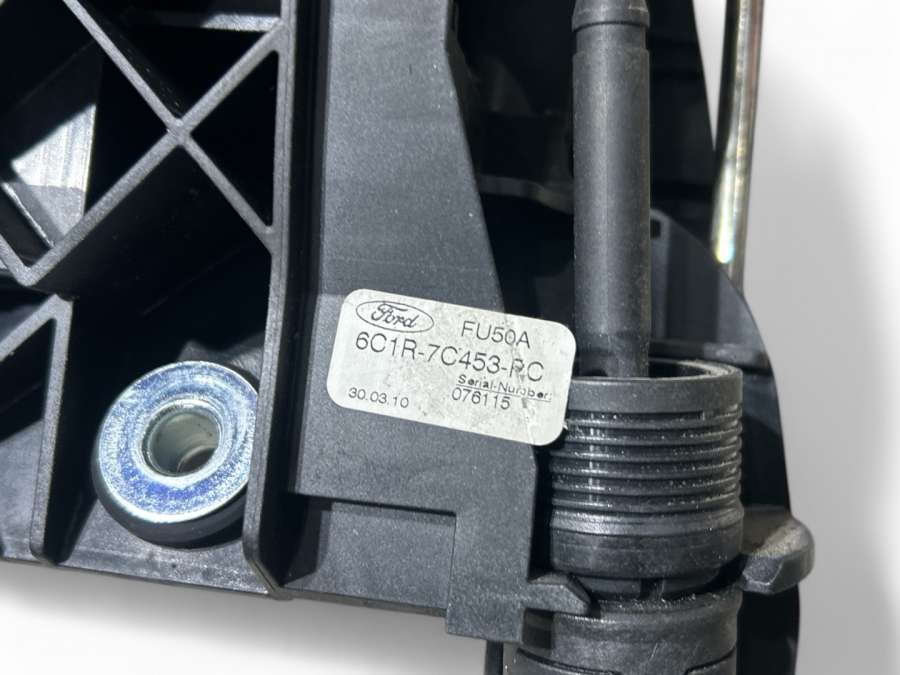 Ford
FU50A
6C1R-7C453-RC
Serial-Number:
30.03.10
076115